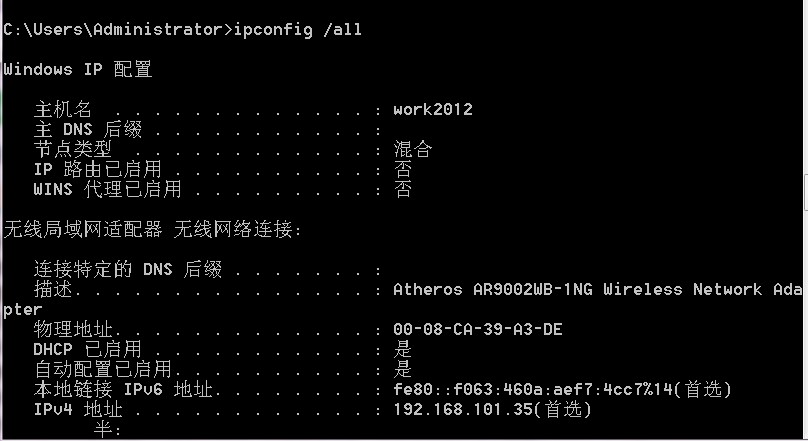 C:\Users\Administrator>ipconfig /all
Windows IP 配置
主机名 . . . . . . . . . . . . . : work2012
主 DNS 后缀 . . . . . . . . . . . :
节点类型 . . . . . . . . . . . . : 混合
IP 路由已启用 . . . . . . . . . . : 否
WINS 代理已启用 . . . . . . . . . : 否
无线局域网适配器 无线网络连接:
连接特定的 DNS 后缀 . . . . . . . :
描述. . . . . . . . . . . . . . . : Atheros AR9002WB-1NG Wireless Network Ada
pter
物理地址. . . . . . . . . . . . . : 00-08-CA-39-A3-DE
DHCP 已启用 . . . . . . . . . . . : 是
自动配置已启用. . . . . . . . . . : 是
本地链接 IPv6 地址. . . . . . . . : fe80::f063:460a:aef7:4cc7%14(首选)
IPv4 地址 . . . . . . . . . . . . : 192.168.101.35(首选)
半: